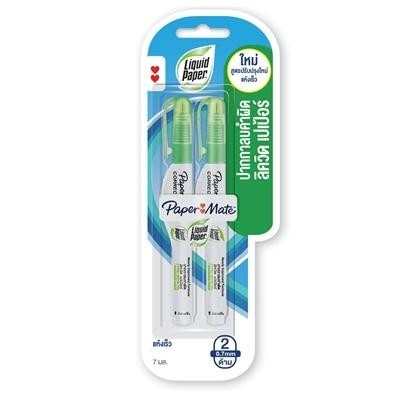 Liquid
Paper
ใหม่
สูตรปรับปรุงใหม่
แห้งเร็ว
ปากกาลบคำผิด
ลิควิด เปเปอร์
Paper Mate
Liquid
Paper
แห้งเร็ว
7 มล.
2
0.7mm
ด้าม